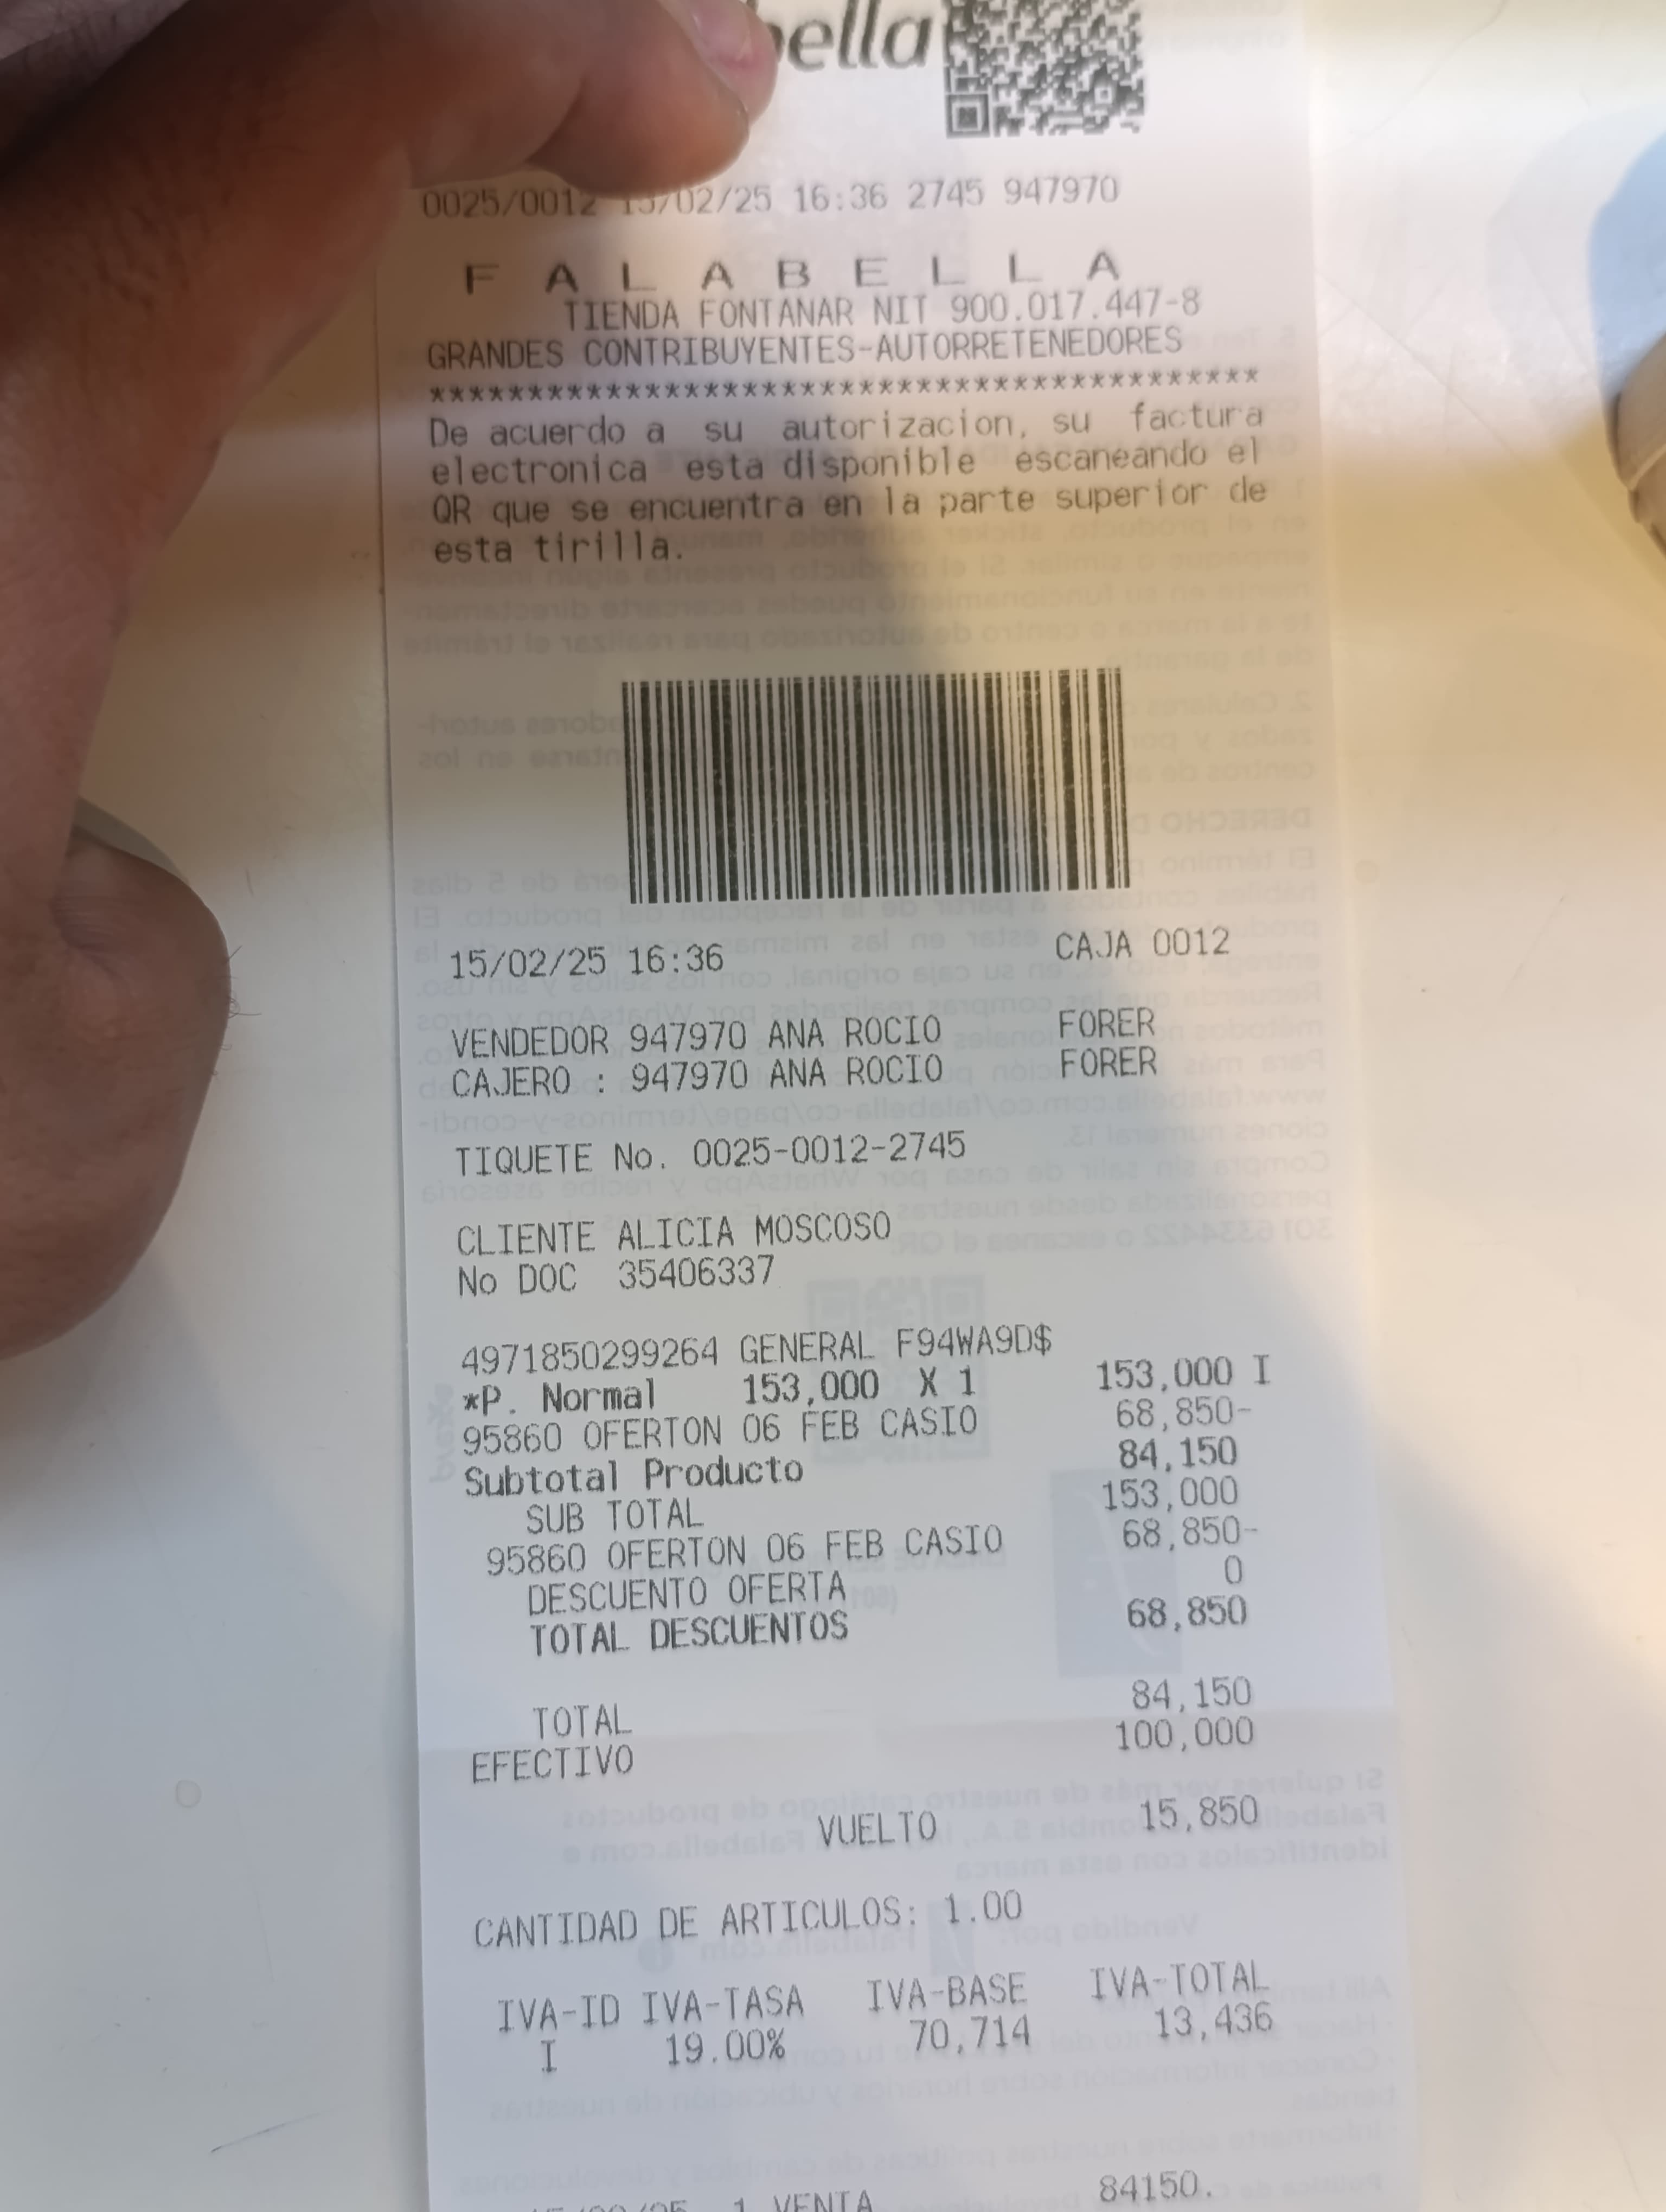 bella
0025/0012 15/02/25 16:36 2745 947970
F A L A B E L L A
TIENDA FONTANAR NIT 900.017.447-8
GRANDES CONTRIBUYENTES-AUTORRETENEDORES
******************************************
De acuerdo a su autorizacion, su factura
electronica esta disponible escaneando el
QR que se encuentra en la parte superior de
esta tirilla.
15/02/25 16:36 CAJA 0012
VENDEDOR 947970 ANA ROCIO FORER
CAJERO : 947970 ANA ROCIO FORER
TIQUETE No. 0025-0012-2745
CLIENTE ALICIA MOSCOSO
No DOC 35406337
4971850299264 GENERAL F94WA9D$
*P. Normal 153,000 X 1 153,000 I
95860 OFERTON 06 FEB CASIO 68,850-
Subtotal Producto 84,150
SUB TOTAL 153,000
95860 OFERTON 06 FEB CASIO 68,850-
DESCUENTO OFERTA 0
TOTAL DESCUENTOS 68,850
TOTAL 84,150
EFECTIVO 100,000
VUELTO 15,850
CANTIDAD DE ARTICULOS: 1.00
IVA-ID IVA-TASA IVA-BASE IVA-TOTAL
I 19.00% 70,714 13,436
1 VENTA 84150.